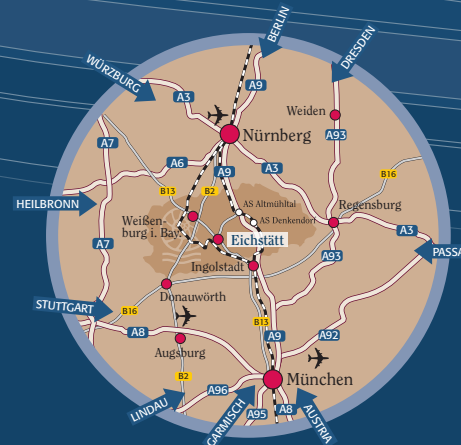 BERLIN
DRESDEN
WÜRZBURG
A9
A3
Weiden
Nürnberg
A93
A7
A6
A9
A3
B16
B13
B2
AS Altmühltal
HEILBRONN
Regensburg
Weißen-
burg i. Bay.
AS Denkendorf
Eichstätt
A3
A7
PASSA
A93
Ingolstadt
Donauwörth
STUTTGART
B16
A8
B13
A9
A92
Augsburg
B2
München
A96
LINDAU
GARMISCH
A95
A8
AUSTRIA